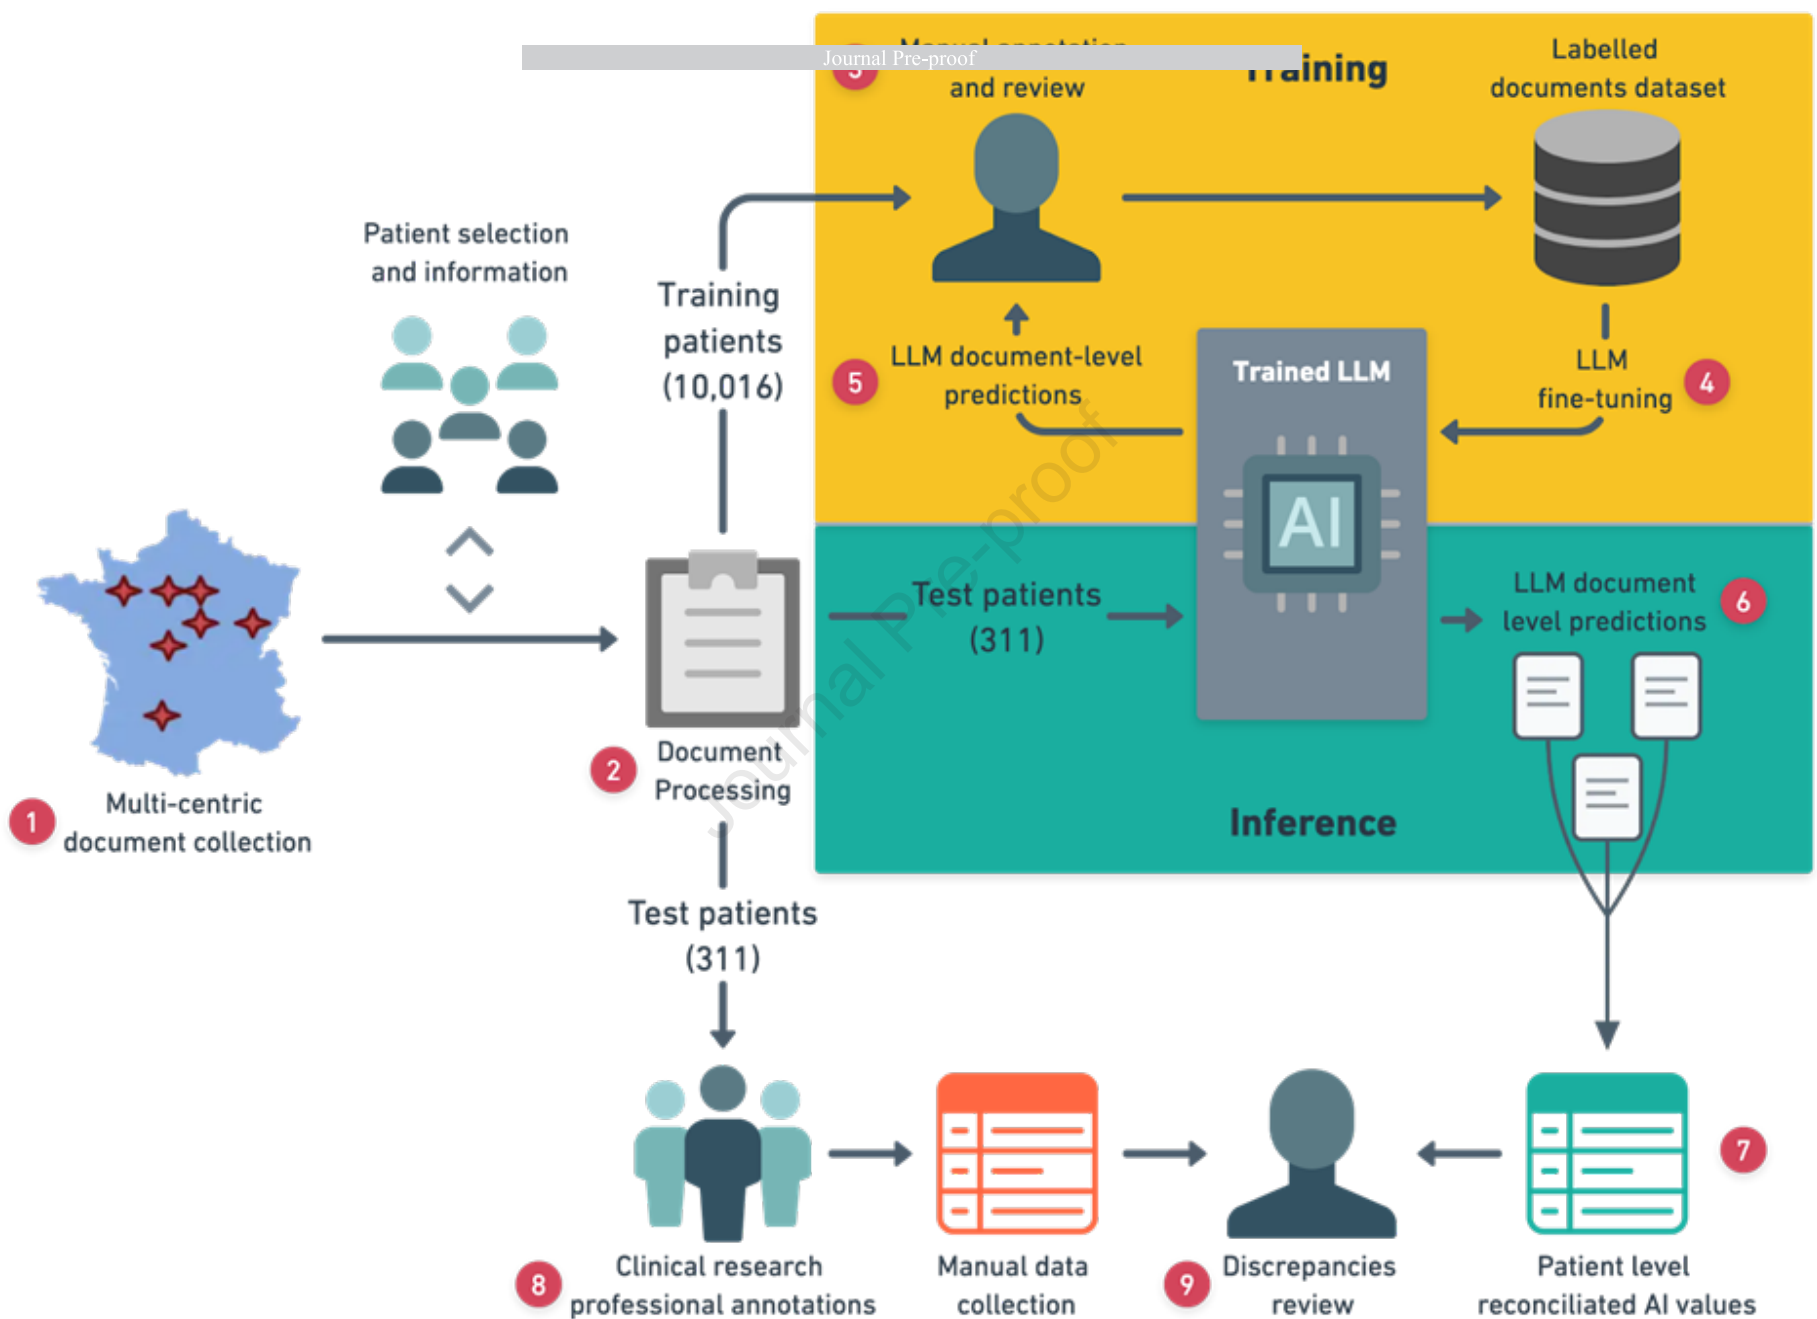 Journal Pre-proof
3
Manual annotation
and review
Training
Labelled
documents dataset
Patient selection
and information
Training
patients
(10,016)
5
LLM document-level
predictions
Trained LLM
AI
LLM
fine-tuning
4
Test patients
(311)
LLM document
level predictions
6
Inference
1
Multi-centric
document collection
2
Document
Processing
Journal Pre-proof
Test patients
(311)
7
8
Clinical research
professional annotations
Manual data
collection
9
Discrepancies
review
Patient level
reconciliated AI values